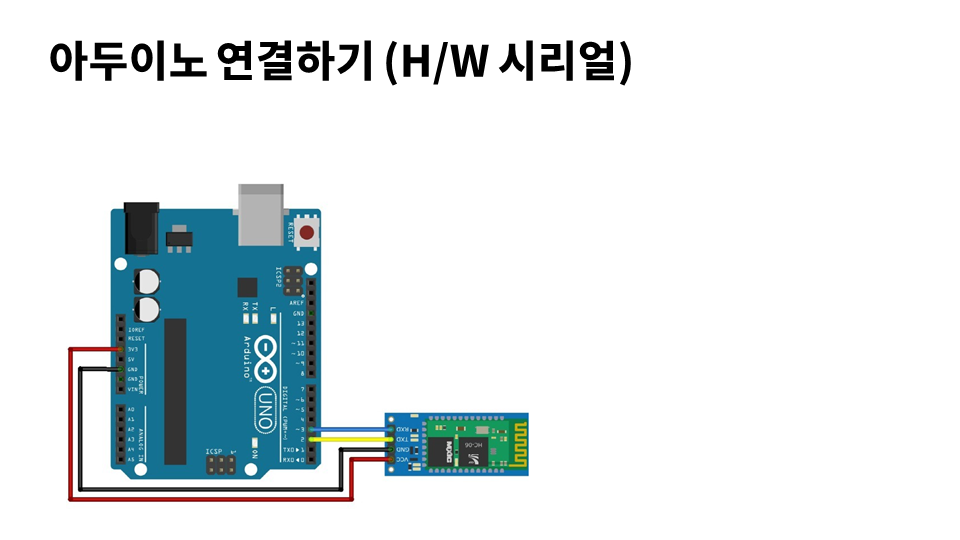 아두이노 연결하기 (H/W 시리얼)
RESET
ICSP2
AREF
GND
13
12
~11
~10
~9
8
TX
RX
L
IOREF
RESET
3V3
5V
GND
GND
VIN
POWER
Arduino™
UNO
A0
A1
A2
A3
A4
A5
ANALOG IN
DIGITAL (PWM~)
7
~6
~5
4
~3
2
TXD▶1
RXD◀0
ON
ICSP
RXD
TXD
GND
VCC
HC-06